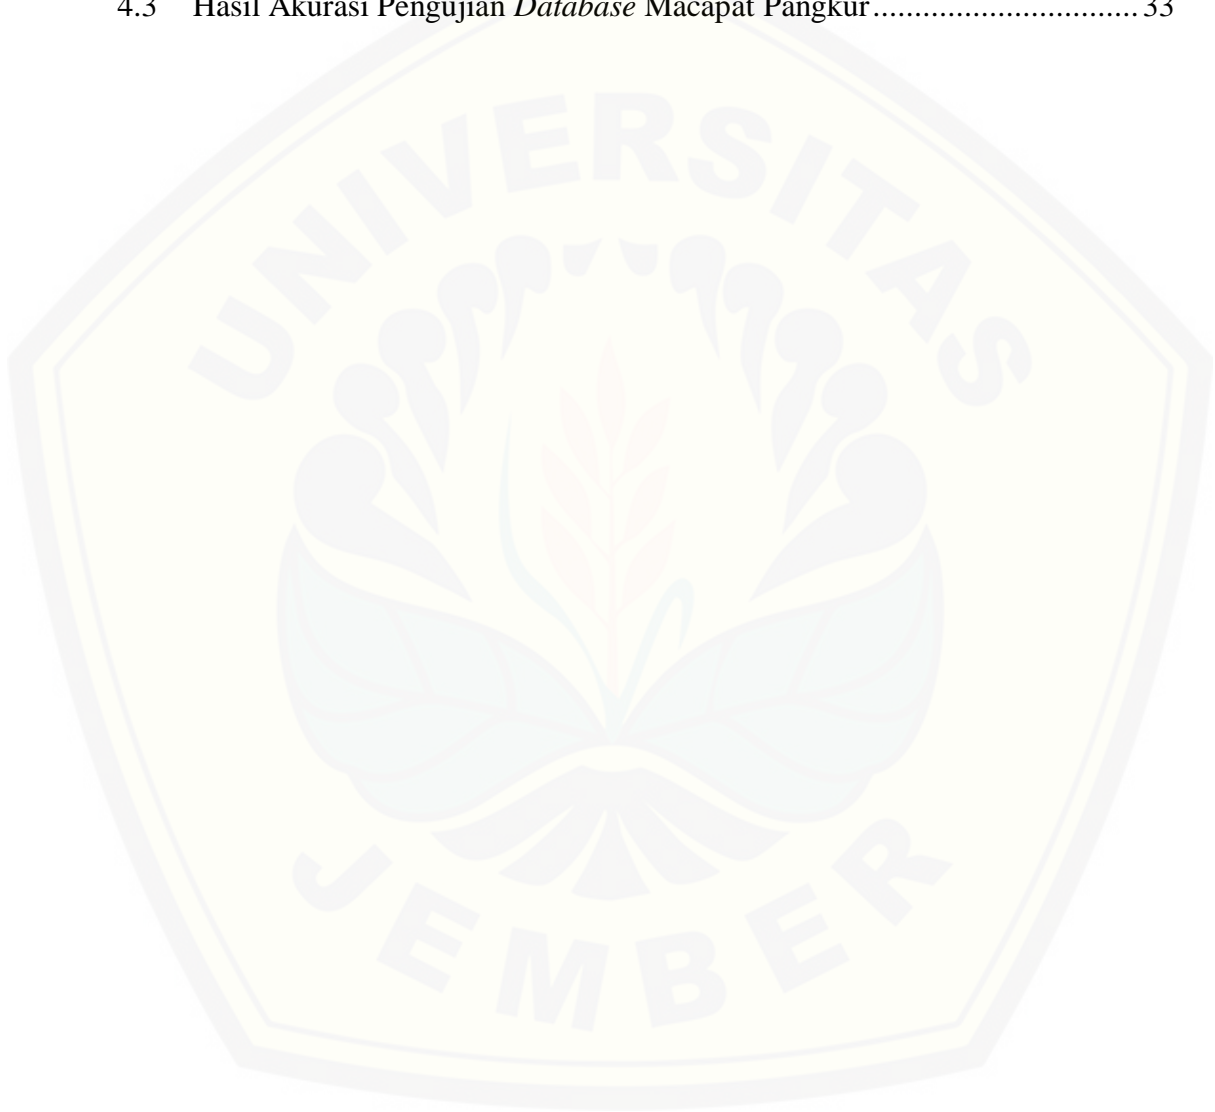 4.3 Hasil Akurasi Pengujian Database Macapat Pangkur................................ 33
UNIVERSITAS
JEMBER